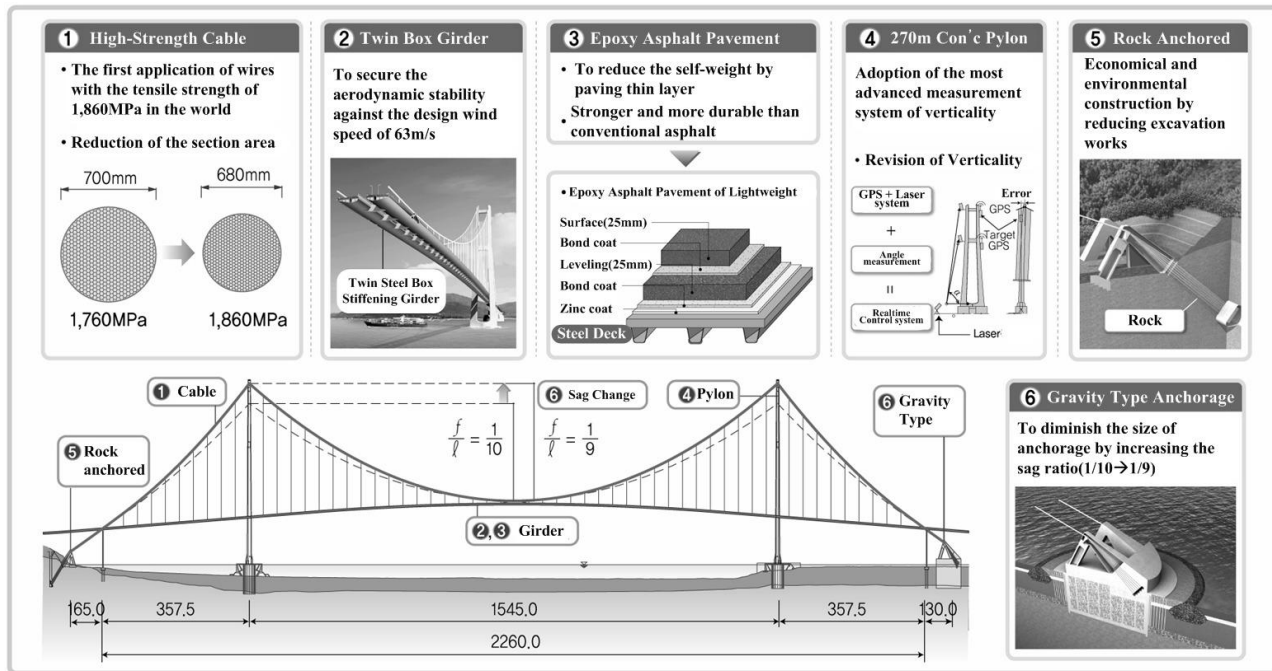 ① High-Strength Cable
• The first application of wires
with the tensile strength of
1,860MPa in the world
• Reduction of the section area
700mm
680mm
1,760MPa
1,860MPa
② Twin Box Girder
To secure the
aerodynamic stability
against the design wind
speed of 63m/s
Twin Steel Box
Stiffening Girder
③ Epoxy Asphalt Pavement
• To reduce the self-weight by
paving thin layer
• Stronger and more durable than
conventional asphalt
• Epoxy Asphalt Pavement of Lightweight
Surface(25mm)
Bond coat
Leveling(25mm)
Bond coat
Zinc coat
Steel Deck
④ 270m Con'c Pylon
Adoption of the most
advanced measurement
system of verticality
• Revision of Verticality
GPS + Laser
system
+
Angle
measurement
=
Realtime
Control system
GPS
Target
GPS
Error
α
Laser
⑤ Rock Anchored
Economical and
environmental
construction by
reducing excavation
works
Rock
❶ Cable
❺ Rock
anchored
f/ℓ = 1/10
❻ Sag Change
f/ℓ = 1/9
❹ Pylon
❻ Gravity
Type
❷,❸ Girder
165.0
357.5
1545.0
357.5
130.0
2260.0
⑥ Gravity Type Anchorage
To diminish the size of
anchorage by increasing the
sag ratio(1/10→1/9)